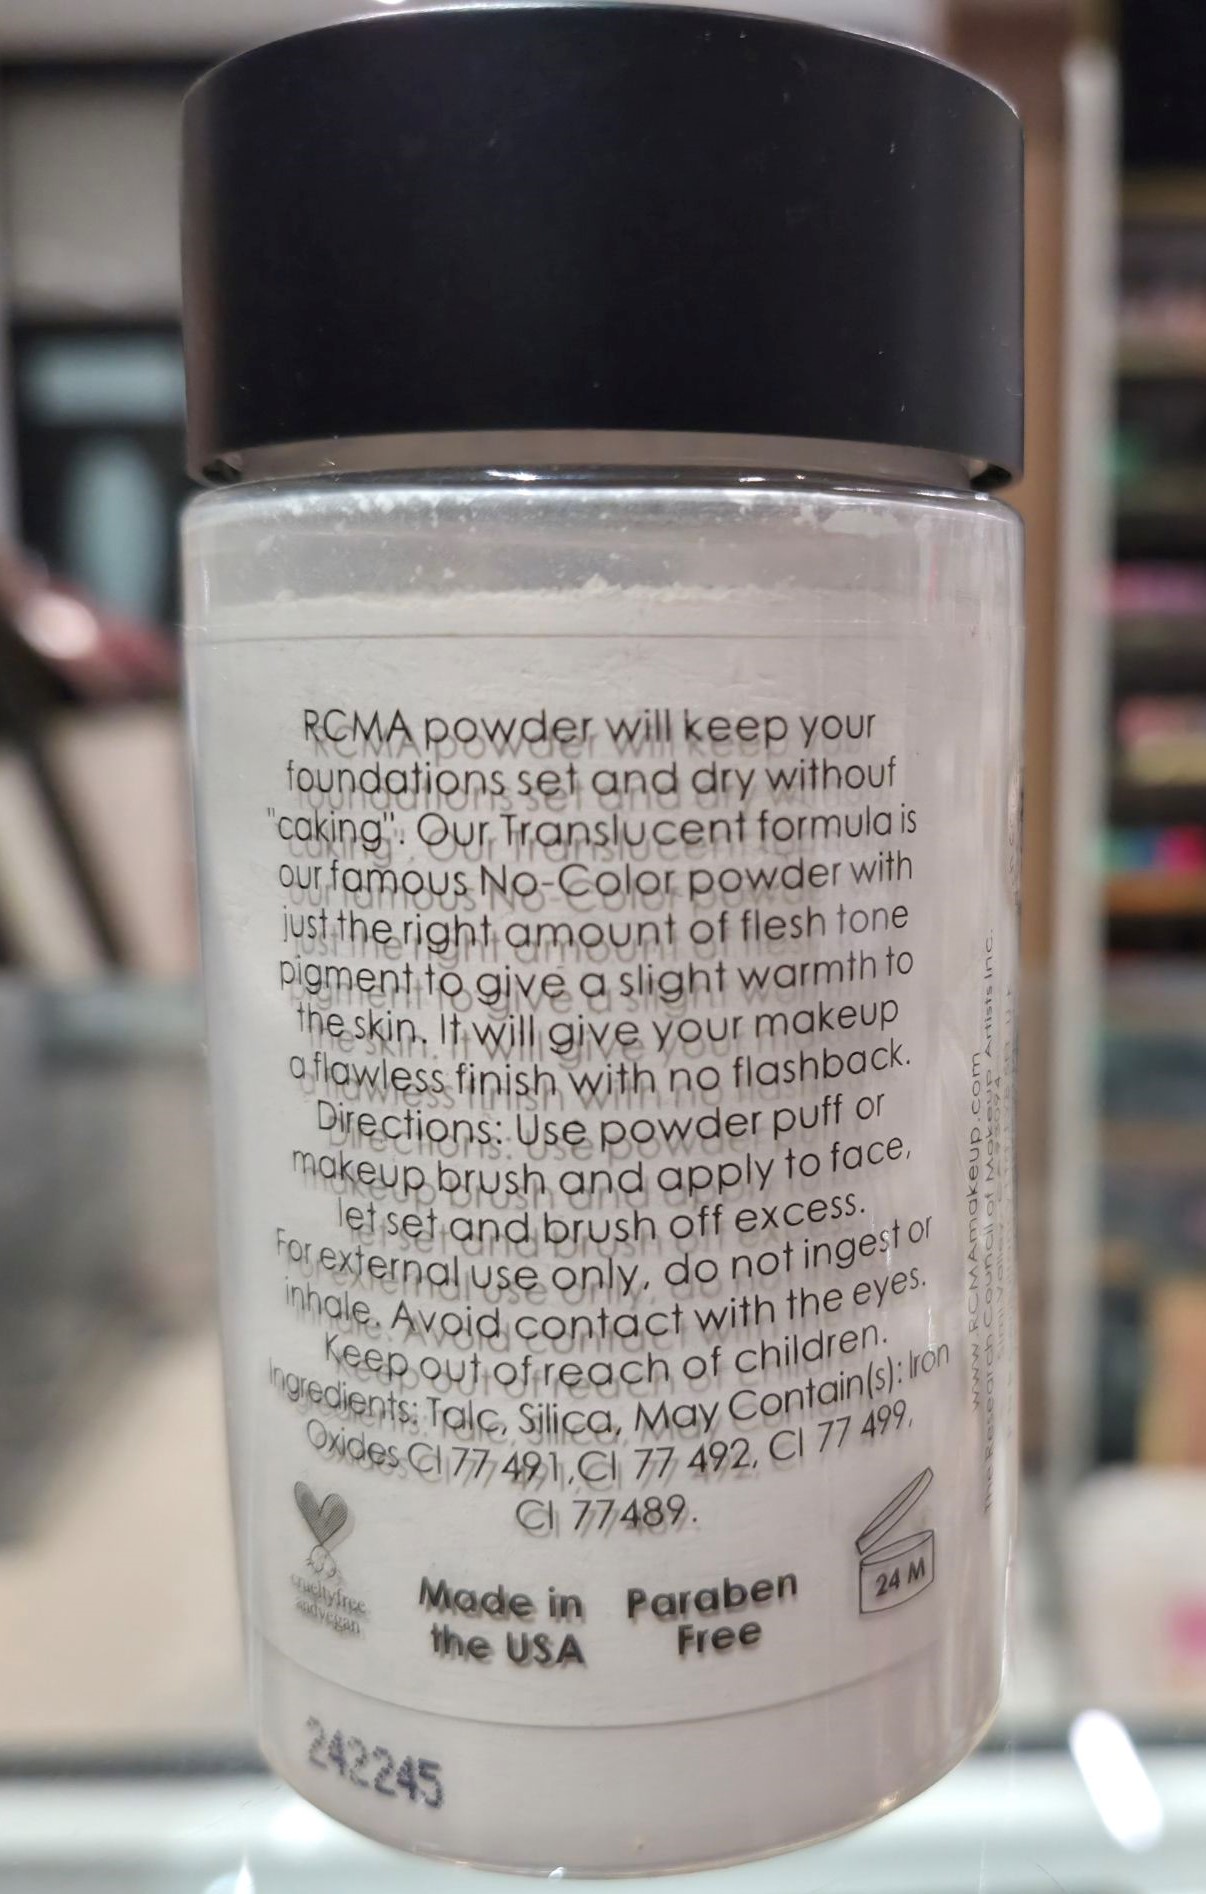 RCMA powder will keep your
foundations set and dry without
"caking". Our Translucent formula is
our famous No-Color powder with
just the right amount of flesh tone
pigment to give a slight warmth to
the skin. It will give your makeup
a flawless finish with no flashback.
Directions: Use powder puff or
makeup brush and apply to face,
let set and brush off excess.
For external use only, do not ingest or
inhale. Avoid contact with the eyes.
Keep out of reach of children.
Ingredients: Talc, Silica, May Contain(s): Iron
Oxides CI 77 491, CI 77 492, CI 77 499,
CI 77489.
crueltyfree
andvegan
Made in
the USA
Paraben
Free
24 M
242245
www.RCMAmakeup.com
The Research Council of Makeup Artists Inc.